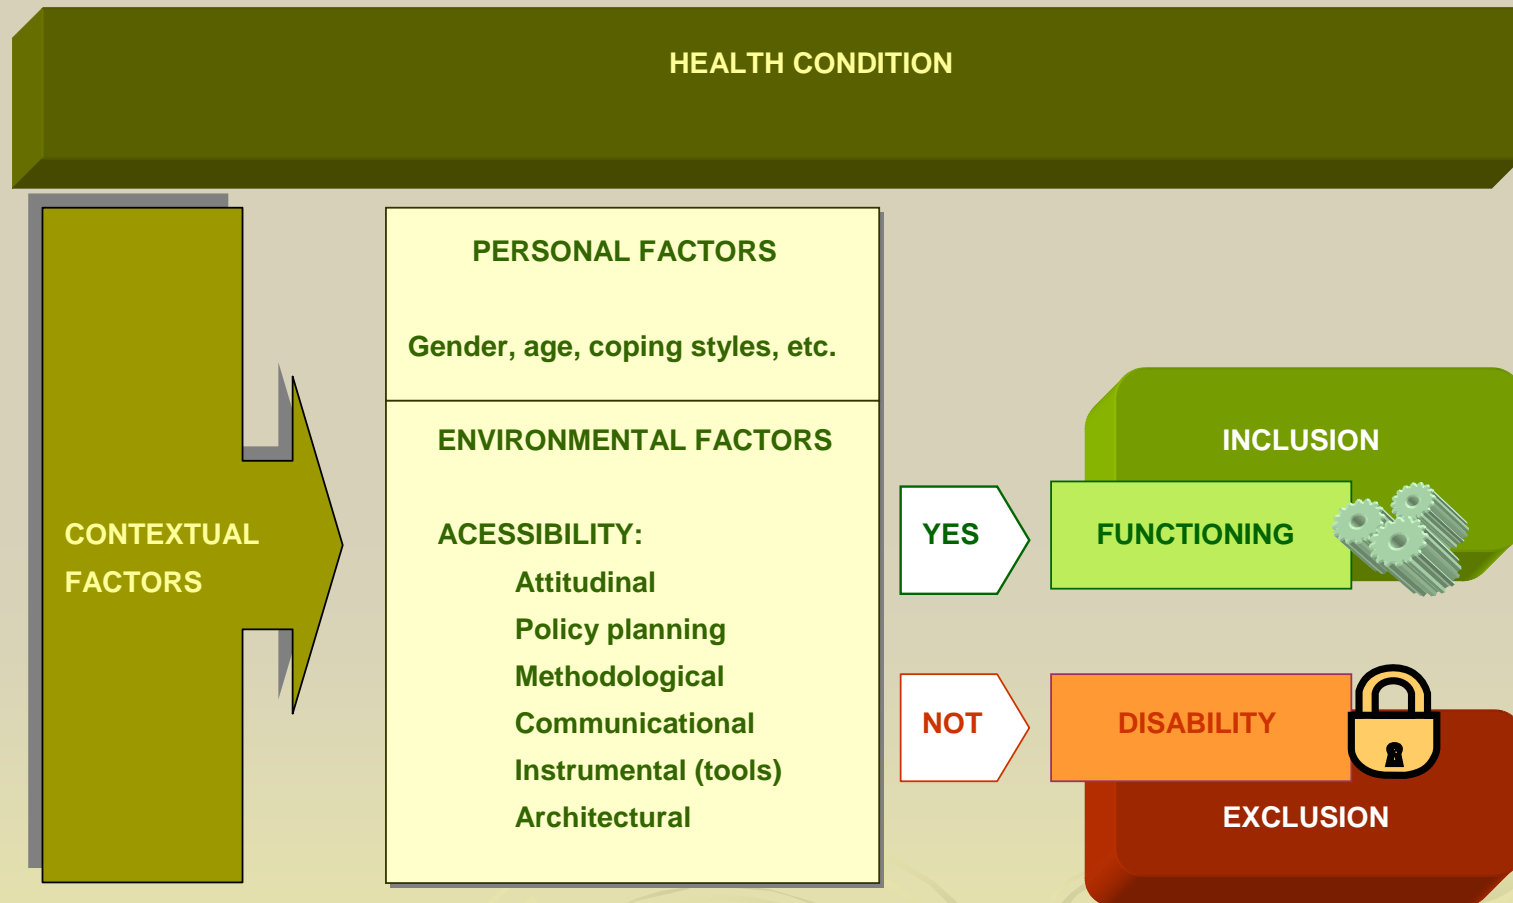 HEALTH CONDITION
PERSONAL FACTORS
Gender, age, coping styles, etc.
CONTEXTUAL
FACTORS
ENVIRONMENTAL FACTORS
ACESSIBILITY:
Attitudinal
Policy planning
Methodological
Communicational
Instrumental (tools)
Architectural
YES
FUNCTIONING
INCLUSION
NOT
DISABILITY
EXCLUSION